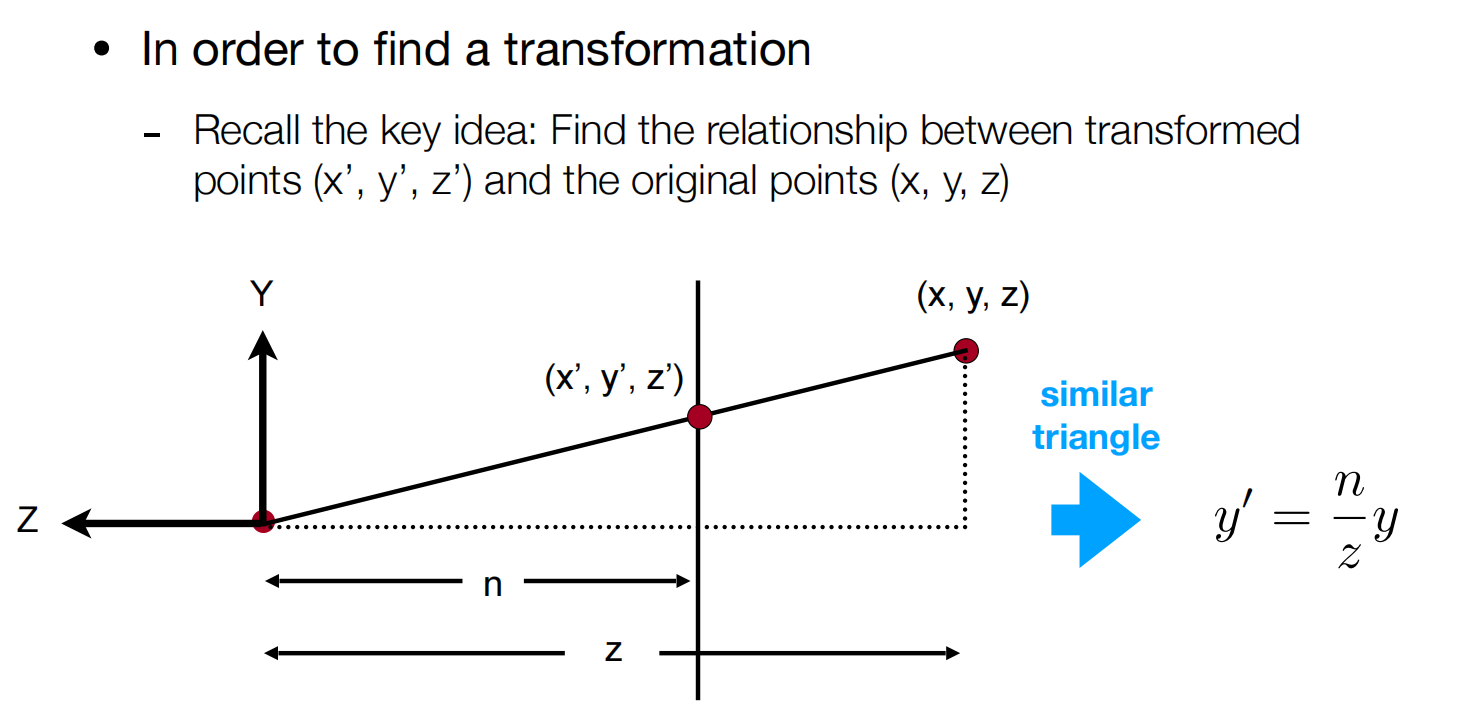 • In order to find a transformation
- Recall the key idea: Find the relationship between transformed
points (x’, y’, z’) and the original points (x, y, z)
Y
(x, y, z)
(x’, y’, z’)
similar
triangle
Z
y′ = n/z y
n
z